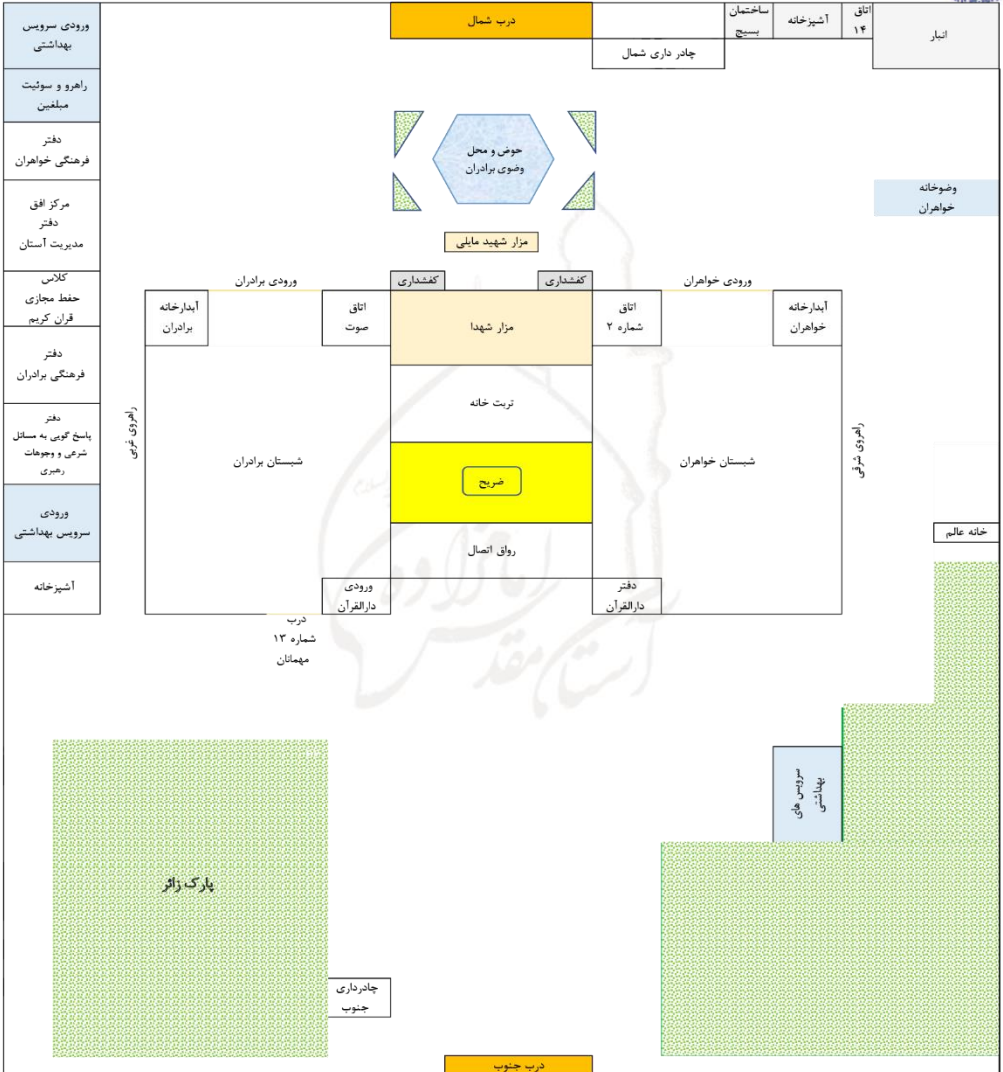 انبار
اتاق
۱۴
آشپزخانه
ساختمان
بسیج
درب شمال
چادر داری شمال
ورودی سرویس
بهداشتی
راهرو و سوئیت
مبلغین
دفتر
فرهنگی خواهران
مرکز افق
دفتر
مدیریت آستان
کلاس
حفظ مجازی
قران کریم
دفتر
فرهنگی برادران
دفتر
پاسخ گویی به مسائل
شرعی و وجوهات
رهبری
ورودی
سرویس بهداشتی
آشپزخانه
حوض و محل
وضوی برادران
وضوخانه
خواهران
مزار شهید مایلی
ورودی خواهران
کفشداری
کفشداری
ورودی برادران
آبدارخانه
خواهران
اتاق
شماره ۲
مزار شهدا
اتاق
صوت
آبدارخانه
برادران
تربت خانه
راهروی شرقی
شبستان خواهران
ضریح
شبستان برادران
راهروی غربی
خانه عالم
رواق اتصال
دفتر
دارالقرآن
ورودی
دارالقرآن
درب
شماره ۱۳
مهمانان
آستان مقدس
امامزاده
سرویس های
بهداشتی
پارک زائر
چادرداری
جنوب
درب جنوب